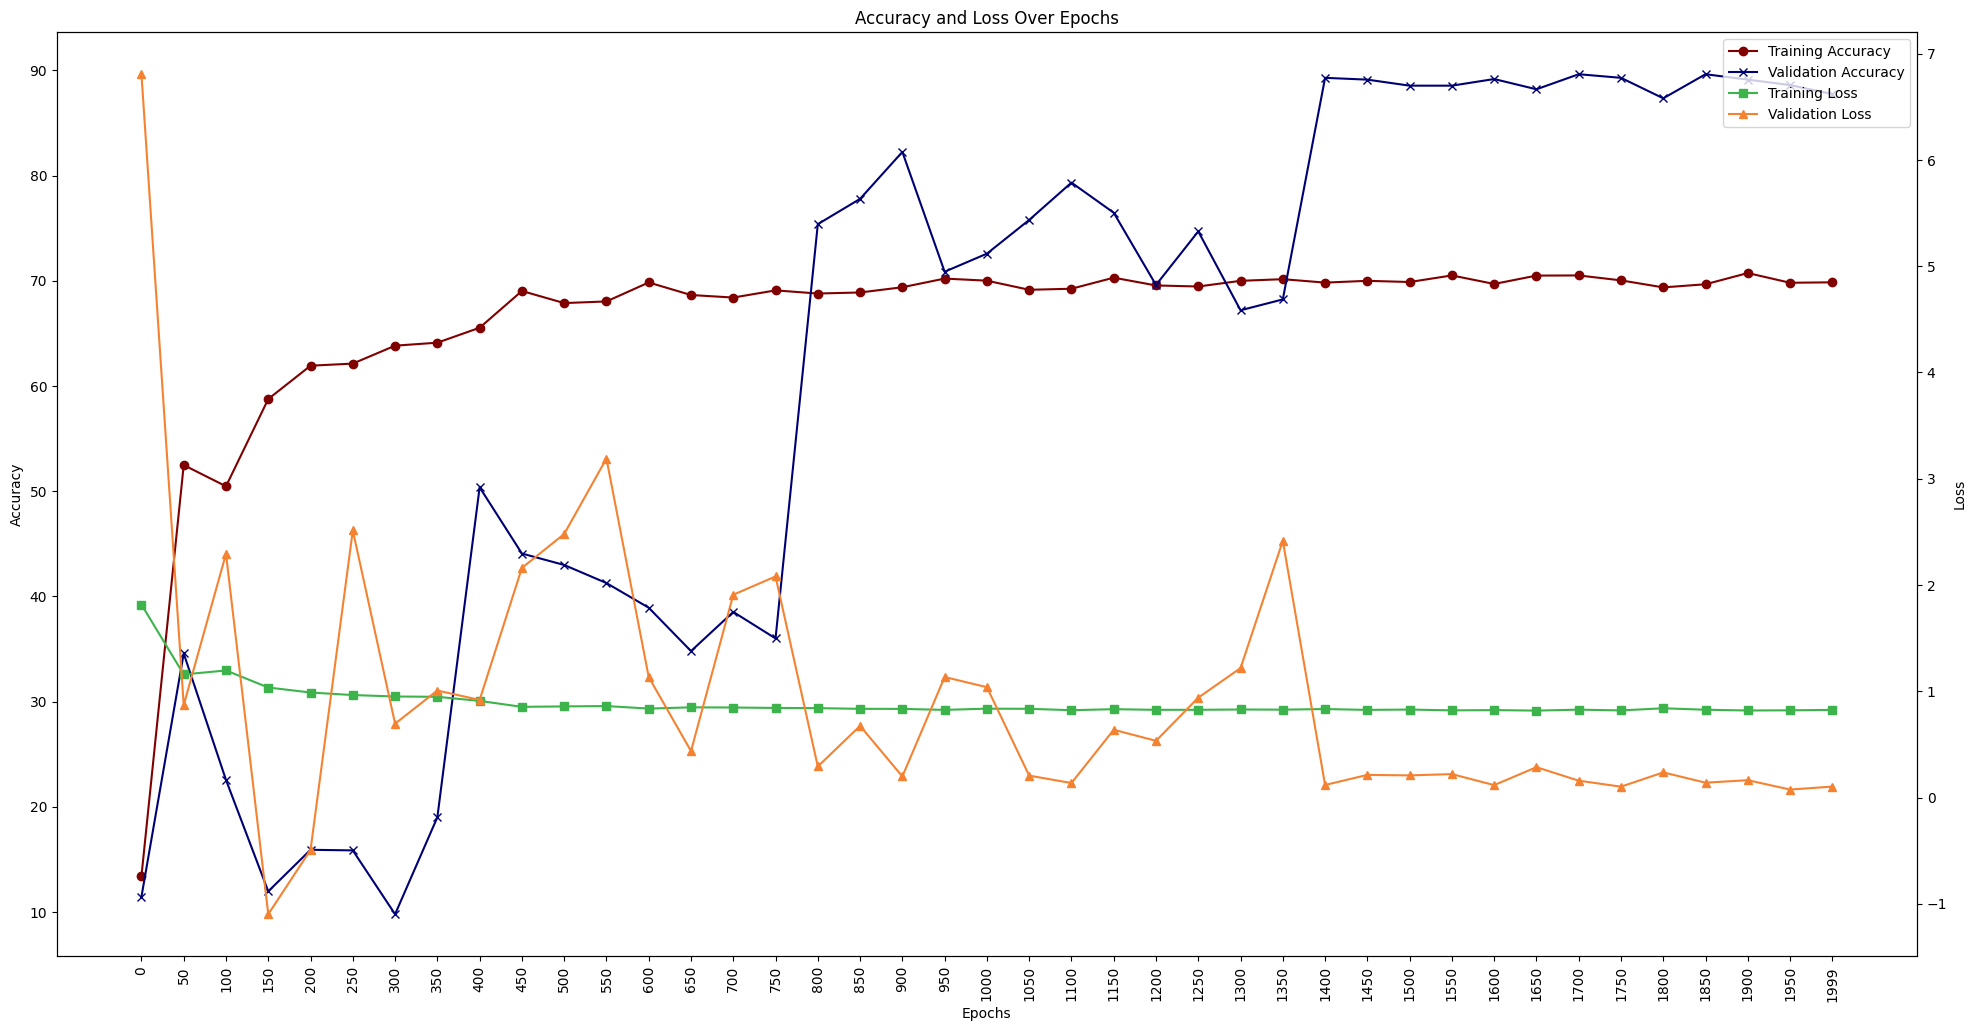 Accuracy and Loss Over Epochs
Training Accuracy
Validation Accuracy
Training Loss
Validation Loss
90
80
70
60
50
40
30
20
10
Accuracy
7
6
5
4
3
2
1
0
−1
Loss
0 50 100 150 200 250 300 350 400 450 500 550 600 650 700 750 800 850 900 950 1000 1050 1100 1150 1200 1250 1300 1350 1400 1450 1500 1550 1600 1650 1700 1750 1800 1850 1900 1950 1999
Epochs